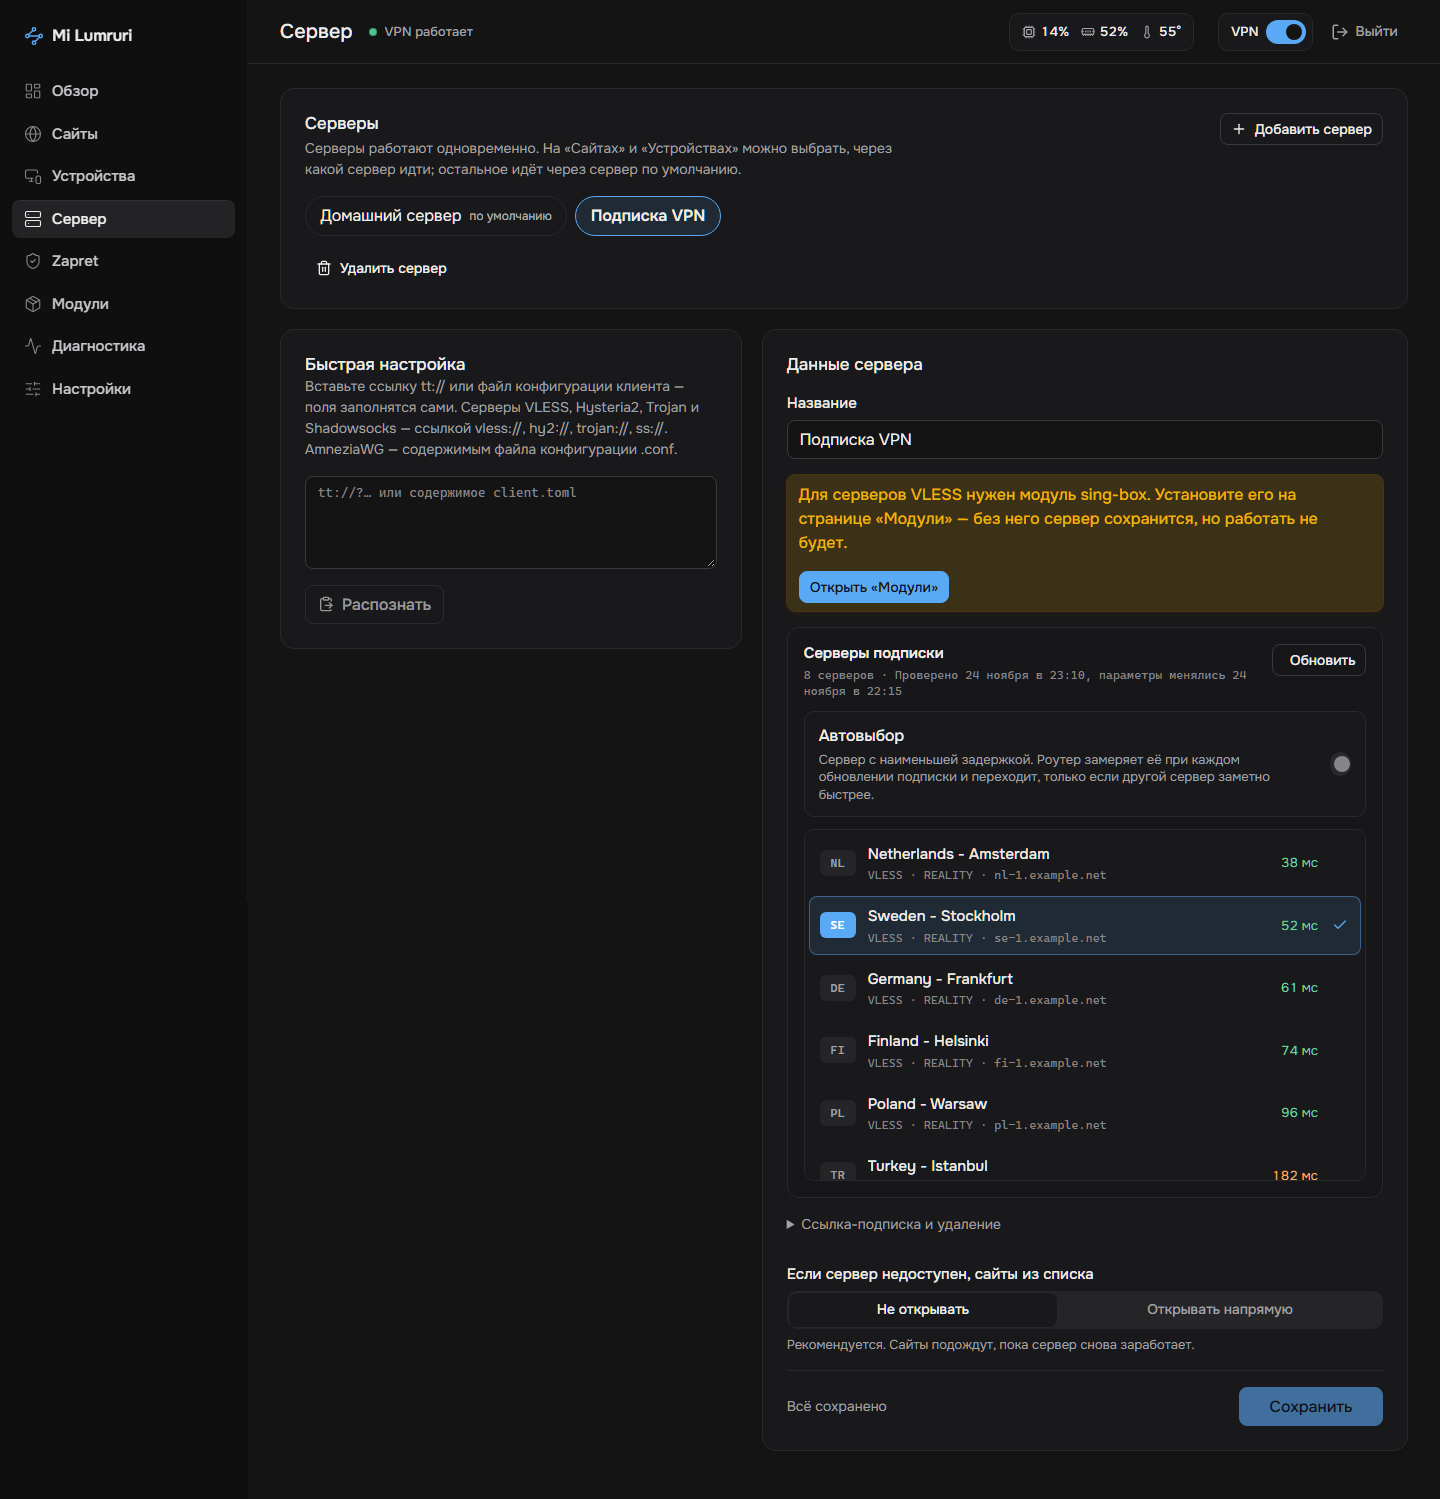 Mi Lumruri
Обзор
Сайты
Устройства
Сервер
Zapret
Модули
Диагностика
Настройки
Сервер
VPN работает
14%
52%
55°
VPN
Выйти
Серверы
Серверы работают одновременно. На «Сайтах» и «Устройствах» можно выбрать, через
какой сервер идти; остальное идёт через сервер по умолчанию.
Добавить сервер
Домашний сервер по умолчанию
Подписка VPN
Удалить сервер
Быстрая настройка
Вставьте ссылку tt:// или файл конфигурации клиента —
поля заполнятся сами. Серверы VLESS, Hysteria2, Trojan и
Shadowsocks — ссылкой vless://, hy2://, trojan://, ss://.
AmneziaWG — содержимым файла конфигурации .conf.
tt://?… или содержимое client.toml
Распознать
Данные сервера
Название
Подписка VPN
Для серверов VLESS нужен модуль sing-box. Установите его на
странице «Модули» — без него сервер сохранится, но работать не
будет.
Открыть «Модули»
Серверы подписки
8 серверов · Проверено 24 ноября в 23:10, параметры менялись 24
ноября в 22:15
Обновить
Автовыбор
Сервер с наименьшей задержкой. Роутер замеряет её при каждом
обновлении подписки и переходит, только если другой сервер заметно
быстрее.
NL
Netherlands - Amsterdam
VLESS · REALITY · nl-1.example.net
38 мс
SE
Sweden - Stockholm
VLESS · REALITY · se-1.example.net
52 мс
DE
Germany - Frankfurt
VLESS · REALITY · de-1.example.net
61 мс
FI
Finland - Helsinki
VLESS · REALITY · fi-1.example.net
74 мс
PL
Poland - Warsaw
VLESS · REALITY · pl-1.example.net
96 мс
TR
Turkey - Istanbul
182 мс
Ссылка-подписка и удаление
Если сервер недоступен, сайты из списка
Не открывать
Открывать напрямую
Рекомендуется. Сайты подождут, пока сервер снова заработает.
Всё сохранено
Сохранить